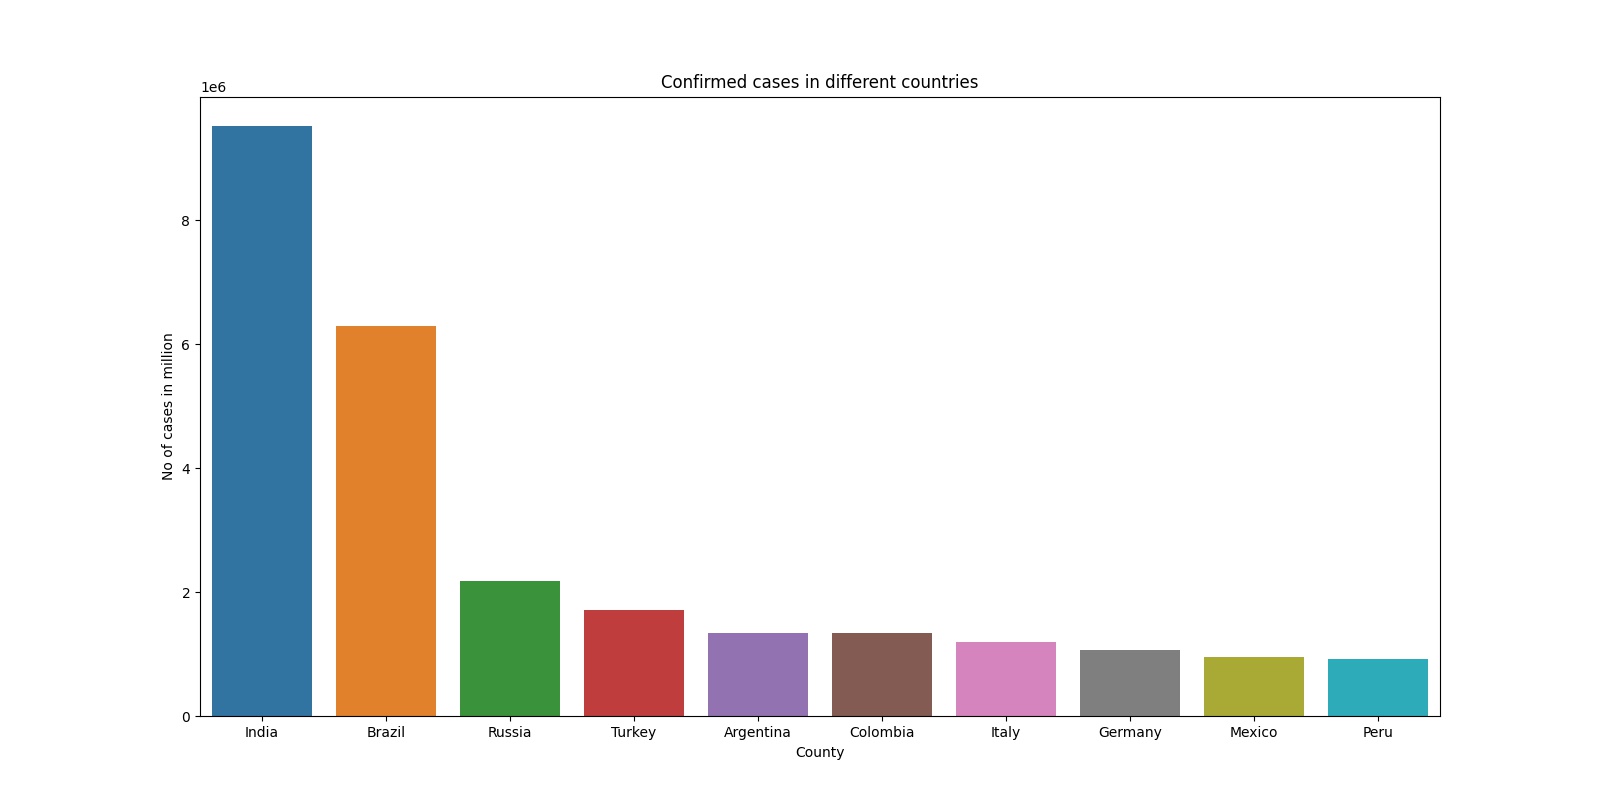 Confirmed cases in different countries
1e6
8
6
4
2
0
No of cases in million
India Brazil Russia Turkey Argentina Colombia Italy Germany Mexico Peru
County